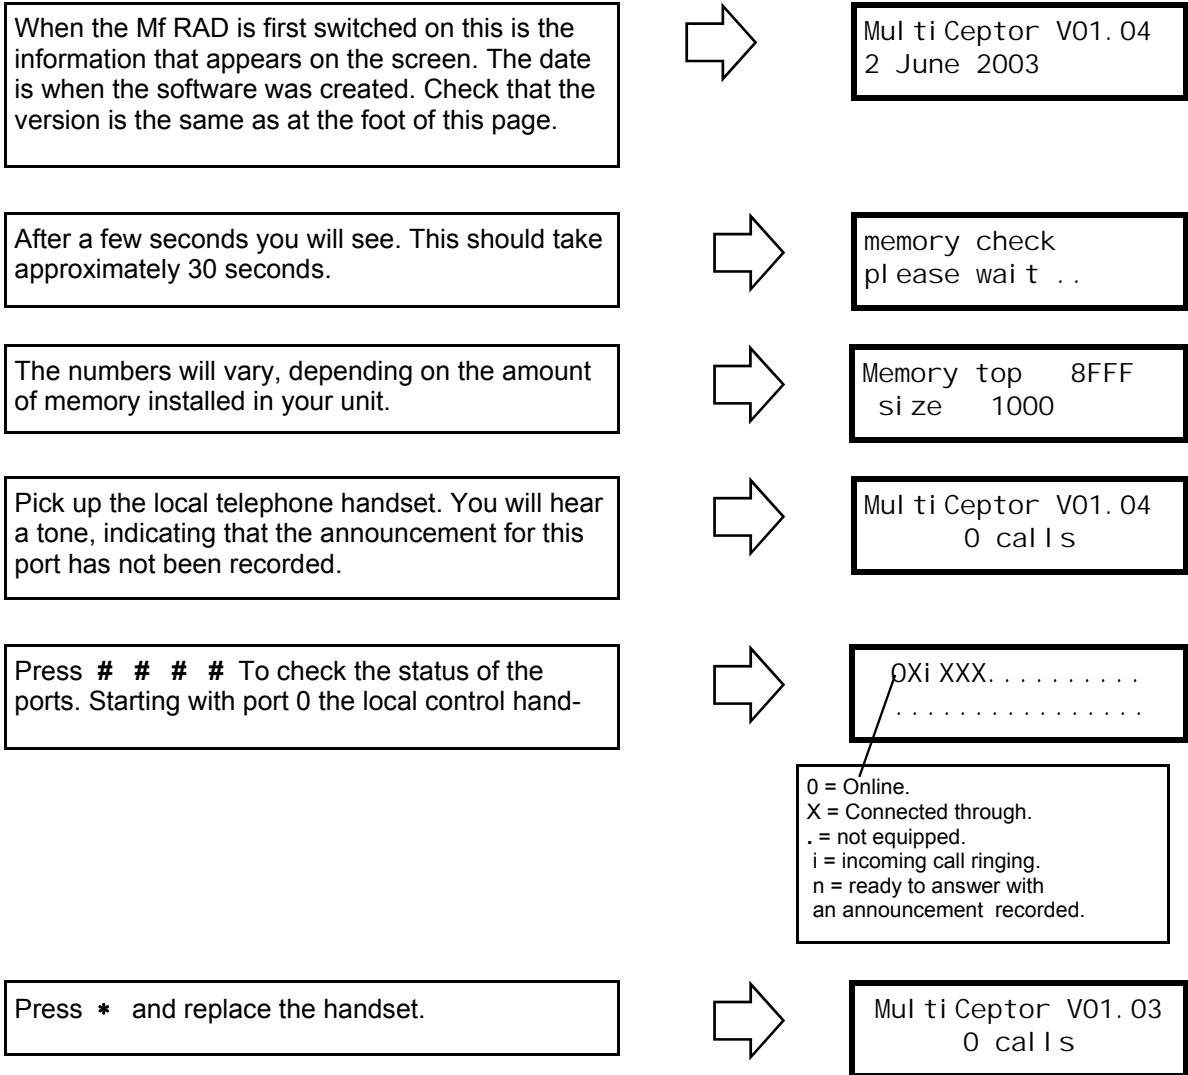 When the Mf RAD is first switched on this is the
information that appears on the screen. The date
is when the software was created. Check that the
version is the same as at the foot of this page.
MultiCeptor V01.04
2 June 2003
After a few seconds you will see. This should take
approximately 30 seconds.
memory check
please wait ..
The numbers will vary, depending on the amount
of memory installed in your unit.
Memory top 8FFF
size 1000
Pick up the local telephone handset. You will hear
a tone, indicating that the announcement for this
port has not been recorded.
MultiCeptor V01.04
0 calls
Press # # # # To check the status of the
ports. Starting with port 0 the local control hand-
0XiXXX..........
................
0 = Online.
X = Connected through.
. = not equipped.
i = incoming call ringing.
n = ready to answer with
an announcement recorded.
Press * and replace the handset.
MultiCeptor V01.03
0 calls